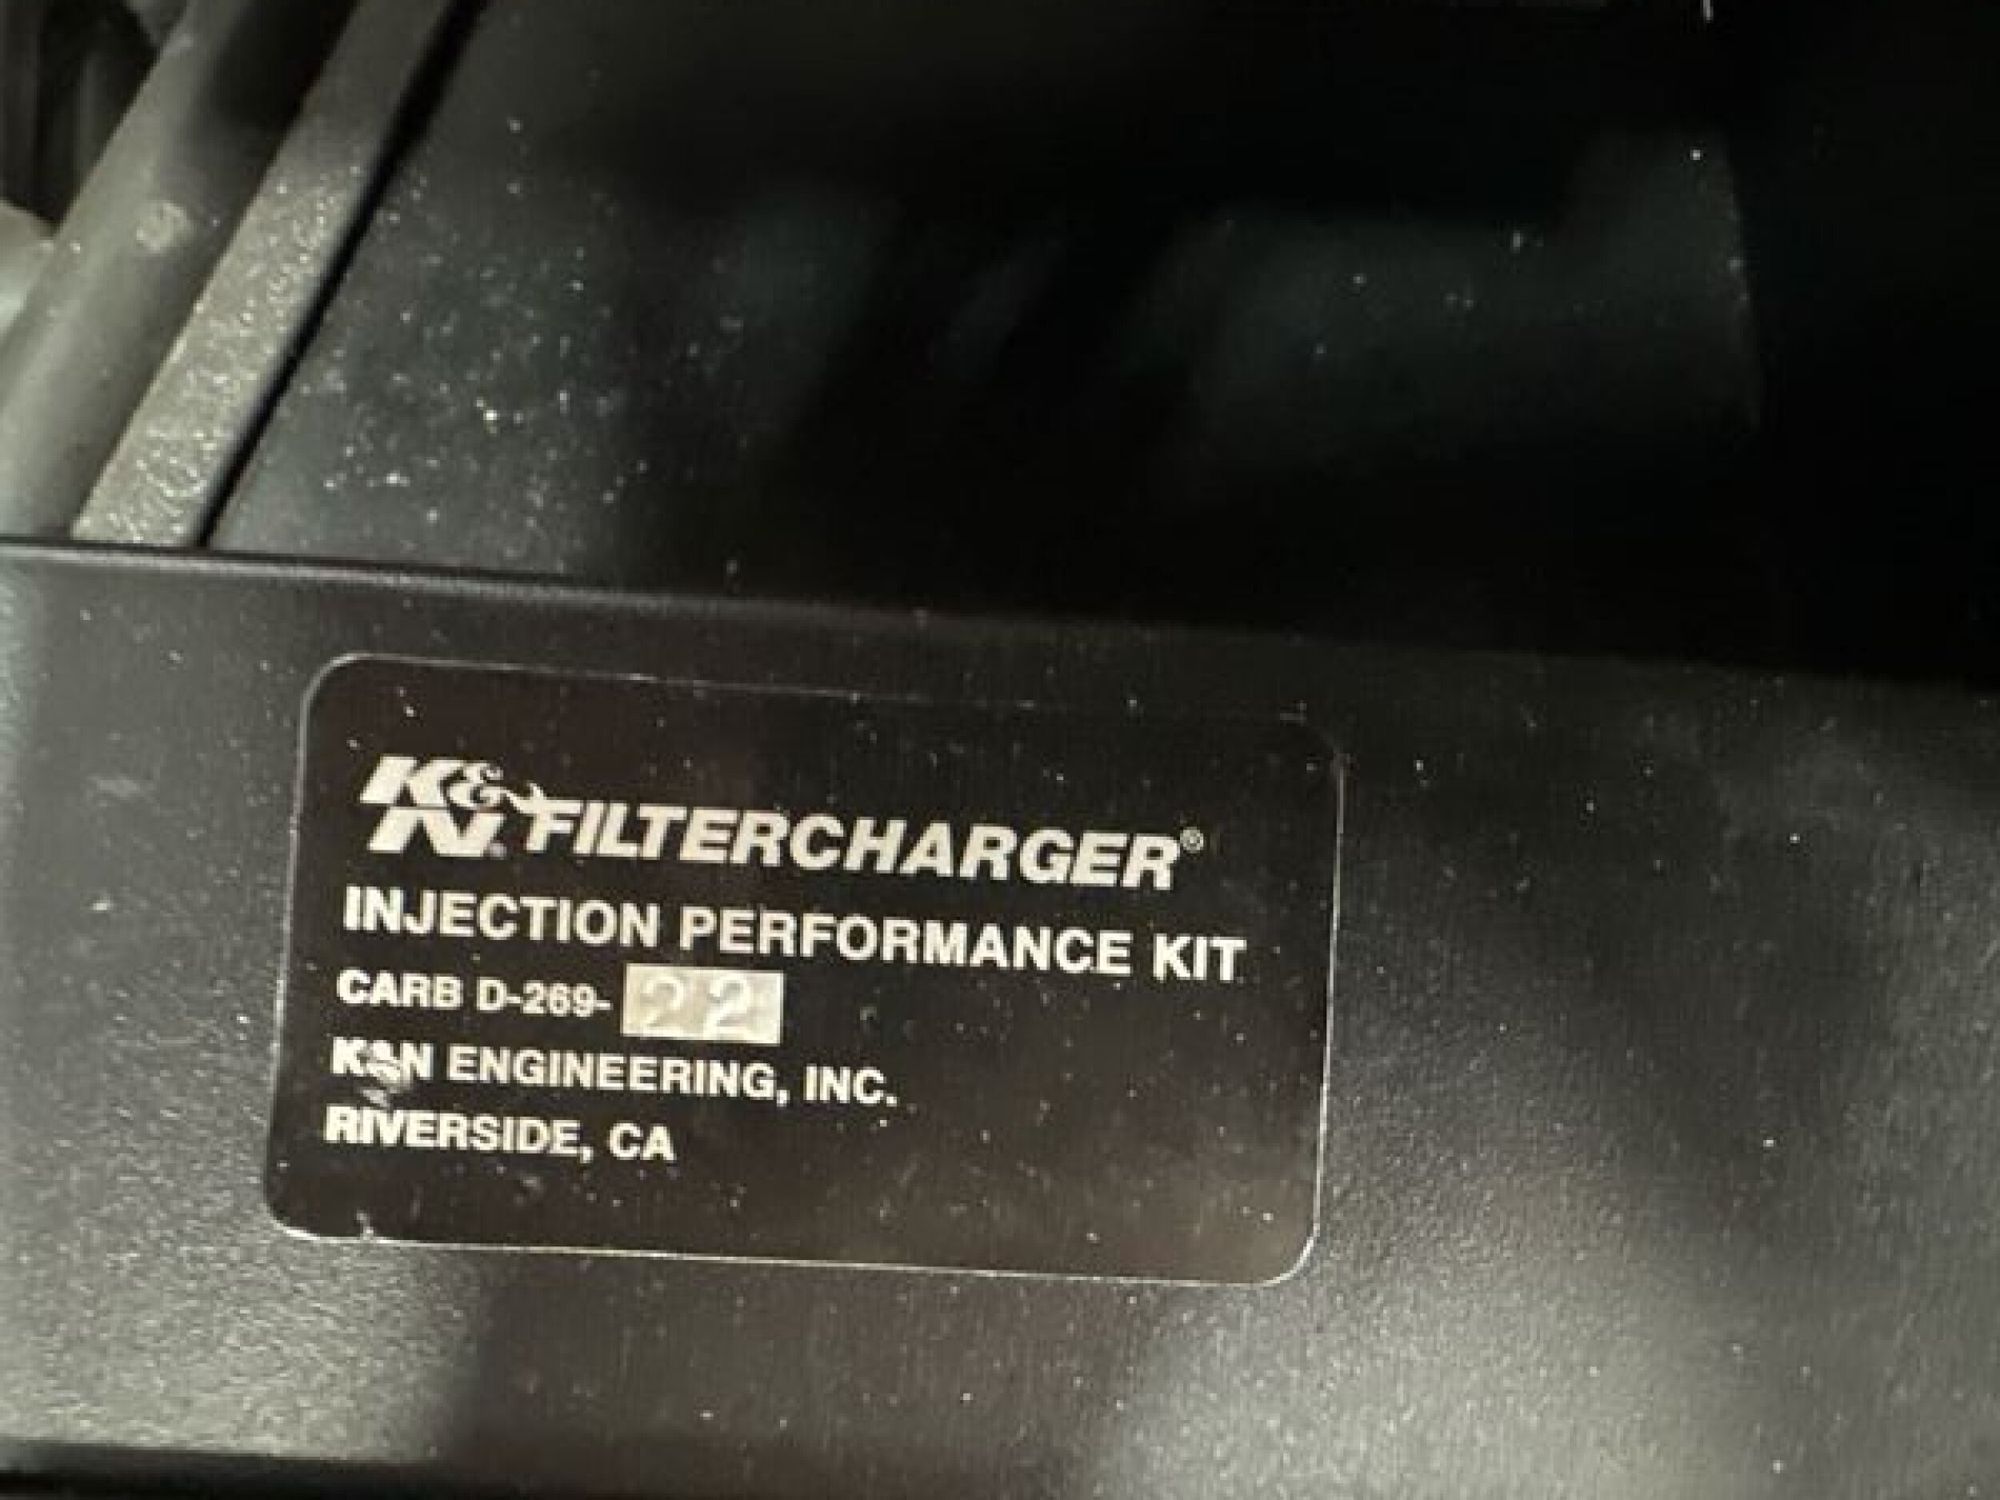 K&N. FILTERCHARGER®
INJECTION PERFORMANCE KIT
CARB D-269- 22
K&N ENGINEERING, INC.
RIVERSIDE, CA